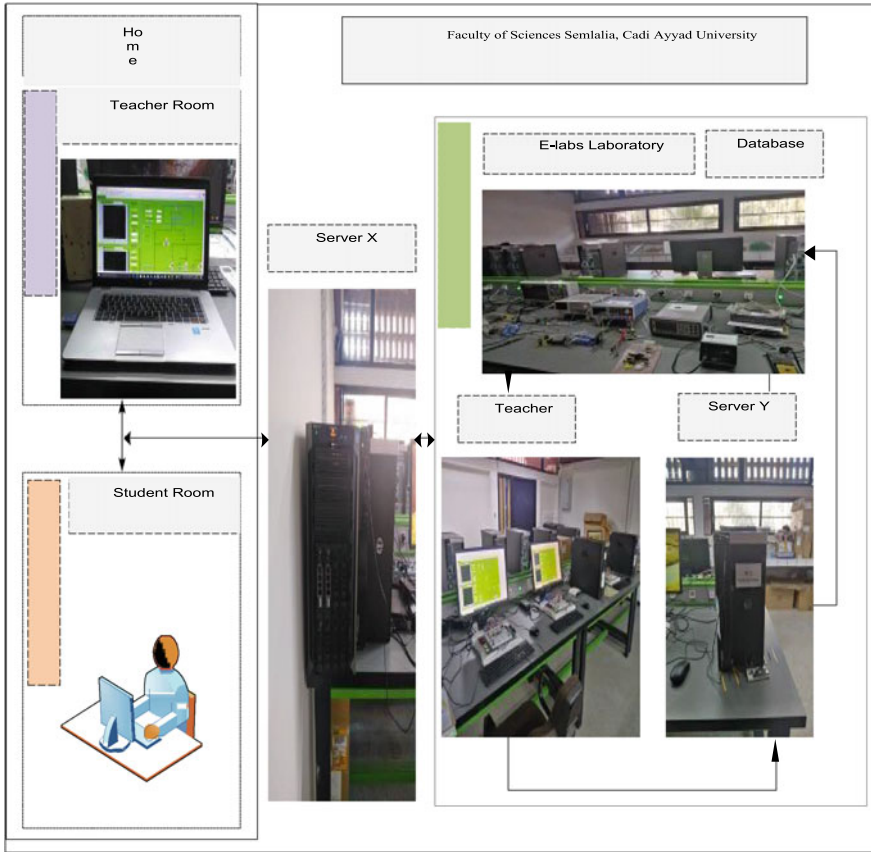 Ho
m
e
Faculty of Sciences Semlalia, Cadi Ayyad University
Teacher Room
E-labs Laboratory
Database
Server X
Teacher
Server Y
Student Room